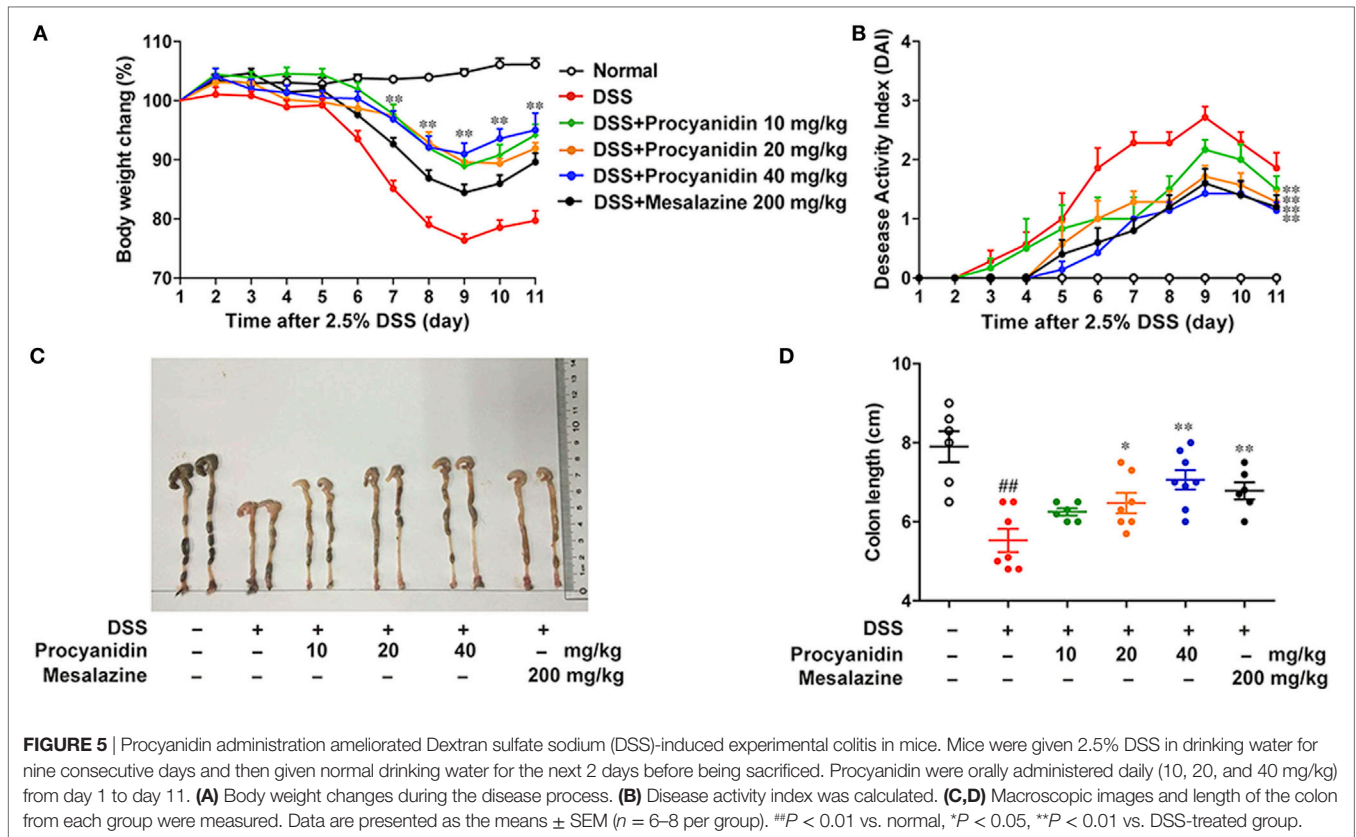 A
Body weight chang (%)
110
100
90
80
70
** ** ** ** **
1 2 3 4 5 6 7 8 9 10 11
Time after 2.5% DSS (day)
Normal
DSS
DSS+Procyanidin 10 mg/kg
DSS+Procyanidin 20 mg/kg
DSS+Procyanidin 40 mg/kg
DSS+Mesalazine 200 mg/kg
B
Desease Activity Index (DAI)
4
3
2
1
0
**
**
**
**
1 2 3 4 5 6 7 8 9 10 11
Time after 2.5% DSS (day)
C
DSS – + + + + +
Procyanidin – – 10 20 40 – mg/kg
Mesalazine – – – – – 200 mg/kg
D
Colon length (cm)
10
8
6
4
## * ** **
DSS – + + + + +
Procyanidin – – 10 20 40 – mg/kg
Mesalazine – – – – – 200 mg/kg
FIGURE 5 | Procyanidin administration ameliorated Dextran sulfate sodium (DSS)-induced experimental colitis in mice. Mice were given 2.5% DSS in drinking water for
nine consecutive days and then given normal drinking water for the next 2 days before being sacrificed. Procyanidin were orally administered daily (10, 20, and 40 mg/kg)
from day 1 to day 11. (A) Body weight changes during the disease process. (B) Disease activity index was calculated. (C,D) Macroscopic images and length of the colon
from each group were measured. Data are presented as the means ± SEM (n = 6–8 per group). ##P < 0.01 vs. normal, *P < 0.05, **P < 0.01 vs. DSS-treated group.